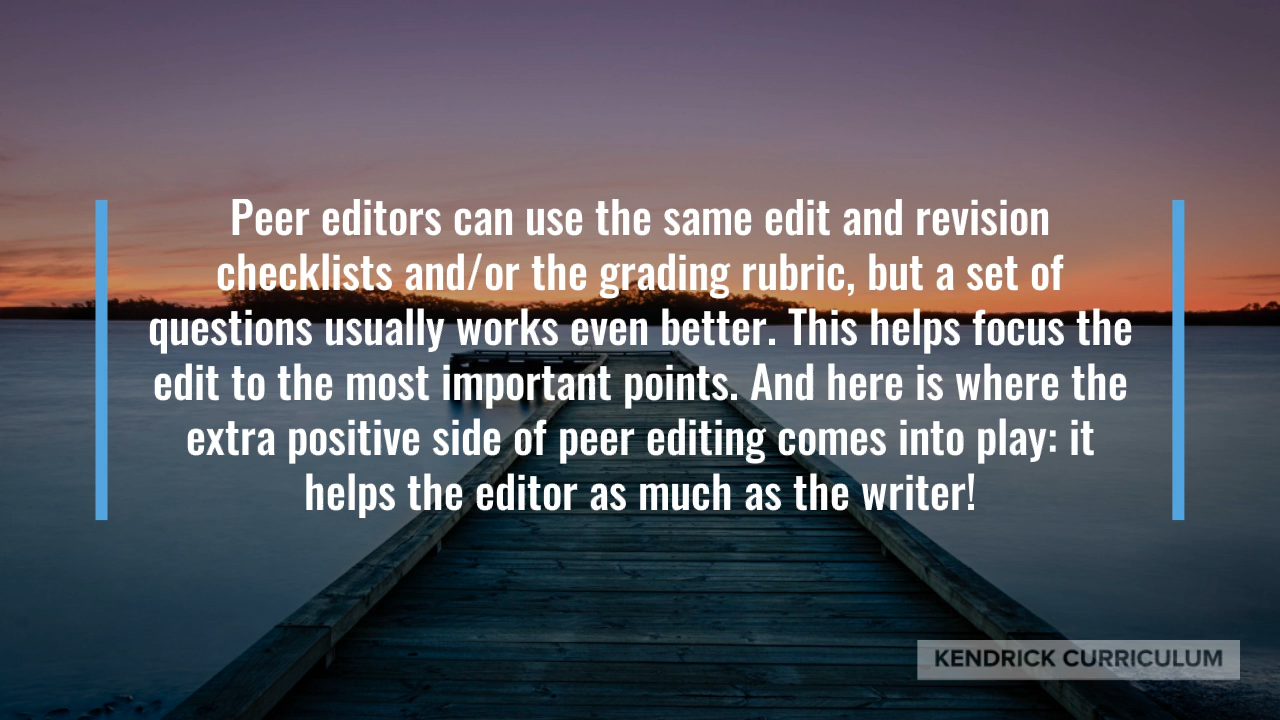 Peer editors can use the same edit and revision
checklists and/or the grading rubric, but a set of
questions usually works even better. This helps focus the
edit to the most important points. And here is where the
extra positive side of peer editing comes into play: it
helps the editor as much as the writer!
KENDRICK CURRICULUM